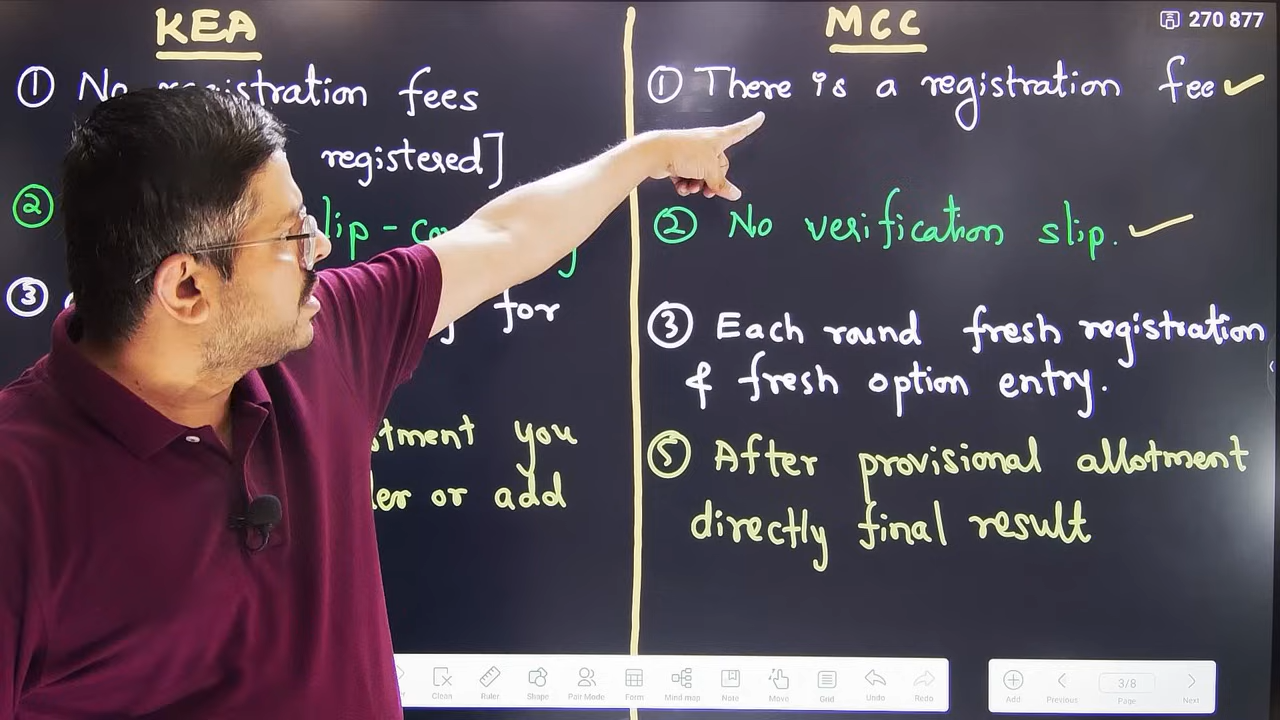 KEA
① No registration fees
registered]
②
③ for
you
or add
MCC
270 877
① There is a registration fee ✓
② No verification slip. ✓
③ Each round fresh registration
& fresh option entry.
⑤ After provisional allotment
directly final result
Clean Ruler Shape Pair Mode Form Mind map Note Move Grid Undo Redo
Add Previous 3/8 Page Next